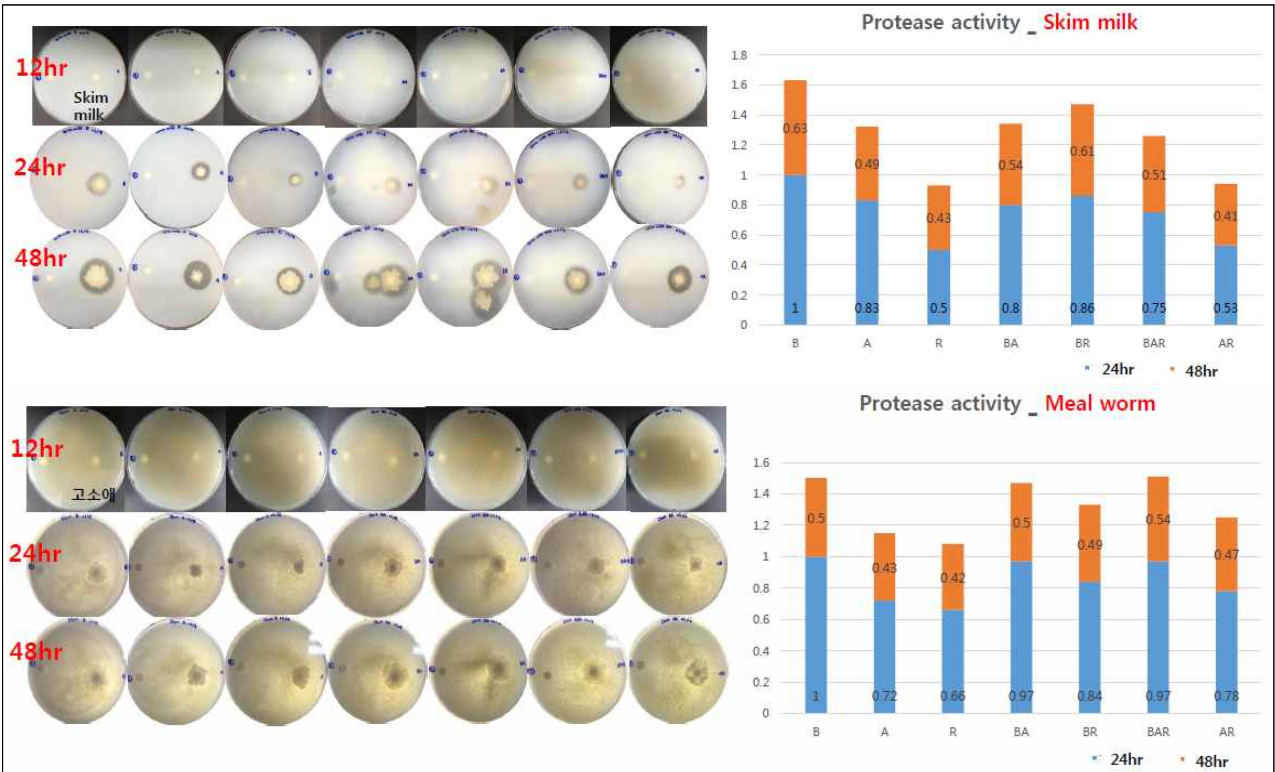 12hr
Skim
milk
24hr
48hr
Protease activity _ Skim milk
1.8
1.6
1.4
1.2
1
0.8
0.6
0.4
0.2
0
0.63
0.49
0.43
0.54
0.61
0.51
0.41
1
0.83
0.5
0.8
0.86
0.75
0.53
B
A
R
BA
BR
BAR
AR
24hr
48hr
12hr
고소애
24hr
48hr
Protease activity _ Meal worm
1.6
1.4
1.2
1
0.8
0.6
0.4
0.2
0
0.5
0.43
0.42
0.5
0.49
0.54
0.47
1
0.72
0.66
0.97
0.84
0.97
0.78
B
A
R
BA
BR
BAR
AR
24hr
48hr